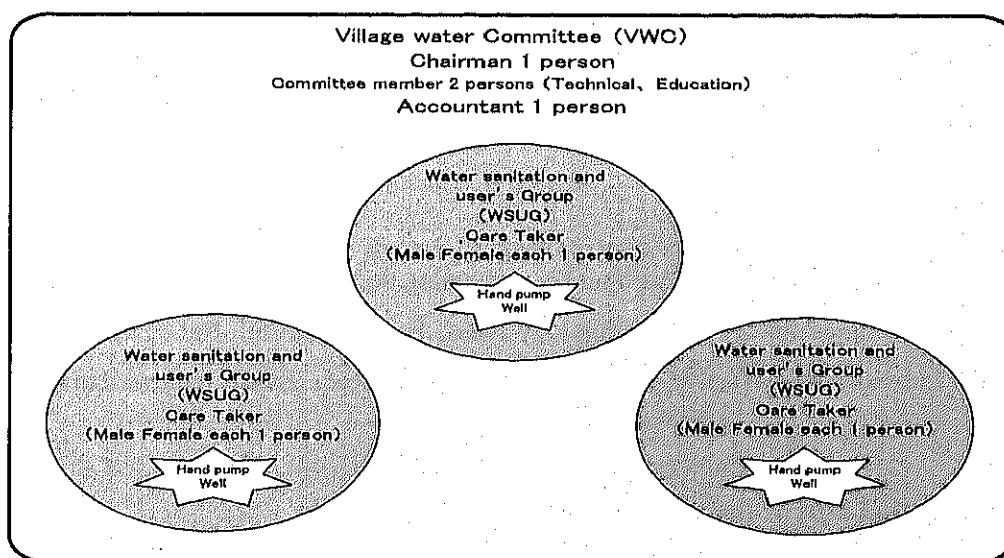 Village water Committee (VWC)
Chairman 1 person
Committee member 2 persons (Technical、Education)
Accountant 1 person
Water sanitation and
user's Group
(WSUG)
Care Taker
(Male Female each 1 person)
Hand pump
Well
Water sanitation and
user's Group
(WSUG)
Care Taker
(Male Female each 1 person)
Hand pump
Well
Water sanitation and
user's Group
(WSUG)
Care Taker
(Male Female each 1 person)
Hand pump
Well